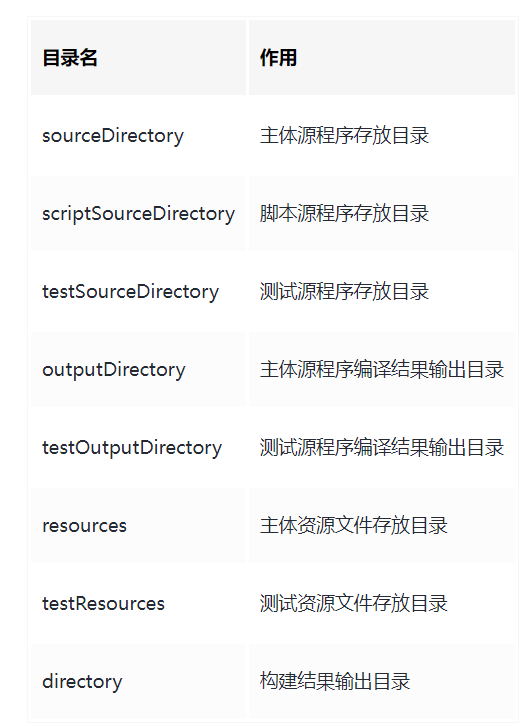 目录名 作用
sourceDirectory 主体源程序存放目录
scriptSourceDirectory 脚本源程序存放目录
testSourceDirectory 测试源程序存放目录
outputDirectory 主体源程序编译结果输出目录
testOutputDirectory 测试源程序编译结果输出目录
resources 主体资源文件存放目录
testResources 测试资源文件存放目录
directory 构建结果输出目录